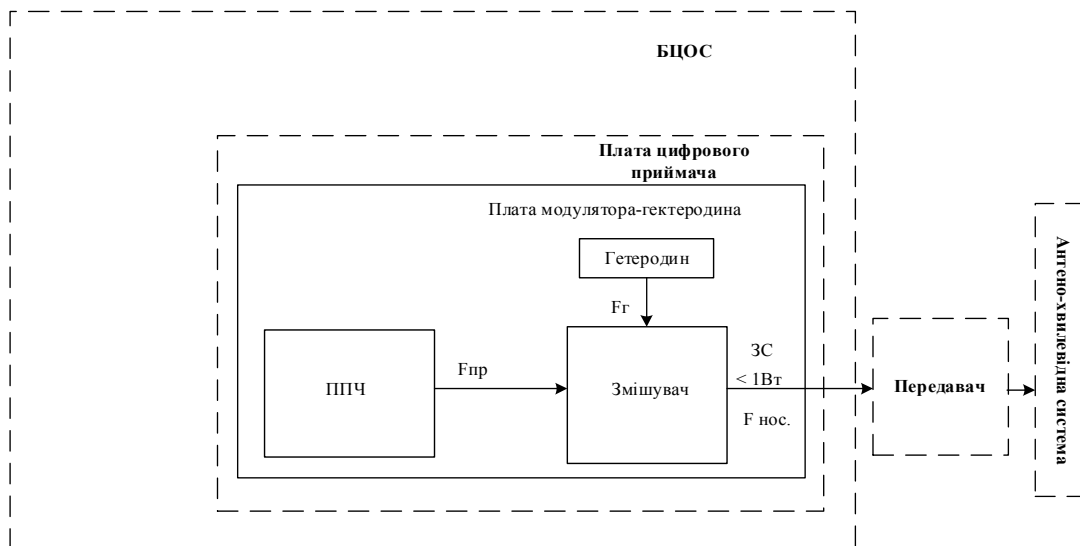 БЦОС
Плата цифрового
приймача
Плата модулятора-гектеродина
Гетеродин
Fг
ППЧ
Fпр
Змішувач
ЗС
< 1Вт
F нос.
Передавач
Антено-хвилевідна система